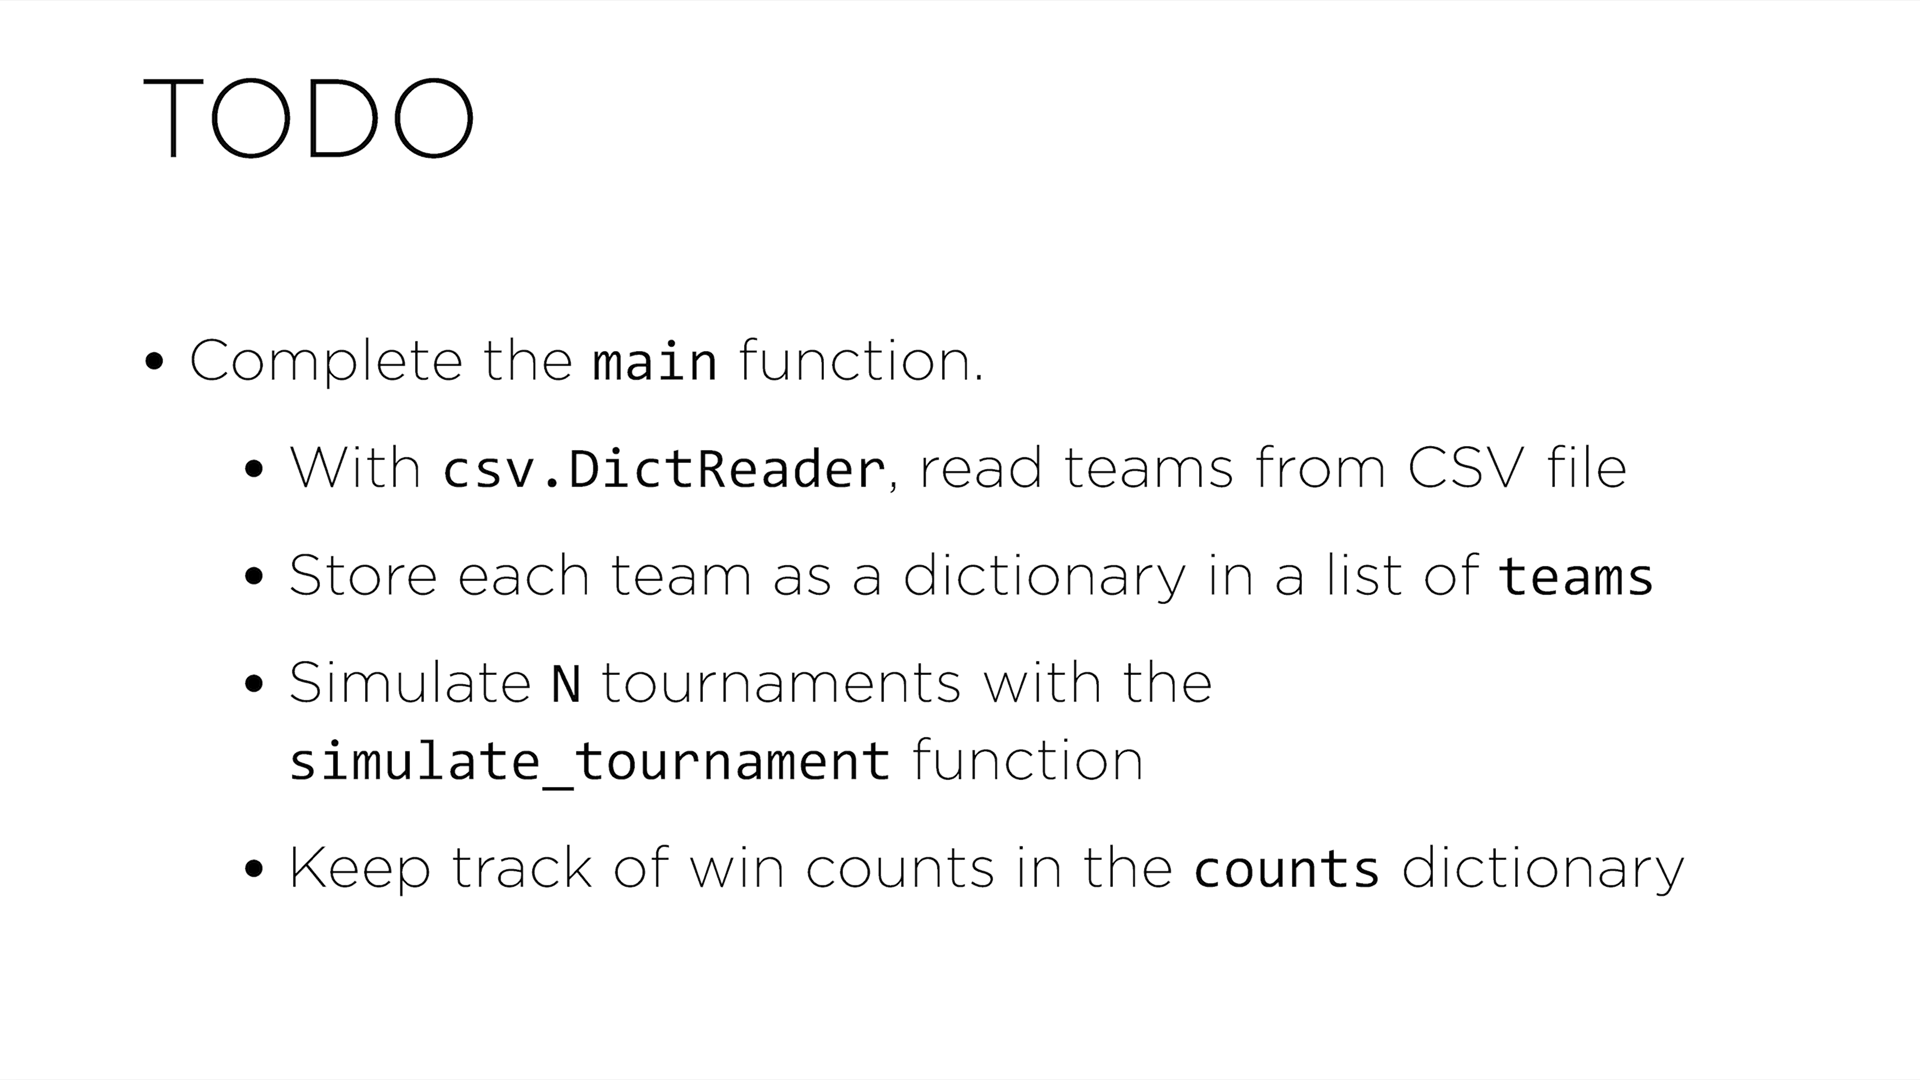 TODO
• Complete the main function.
• With csv.DictReader, read teams from CSV file
• Store each team as a dictionary in a list of teams
• Simulate N tournaments with the
simulate_tournament function
• Keep track of win counts in the counts dictionary